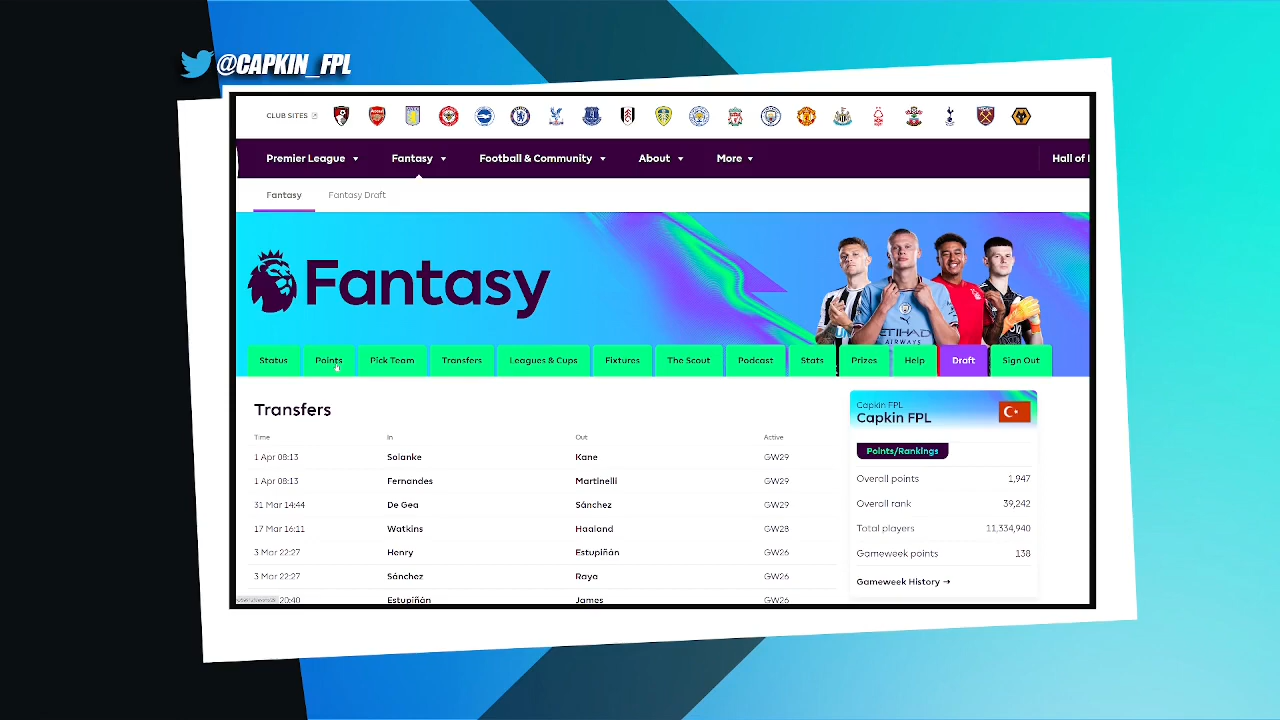 @CAPKIN_FPL
CLUB SITES
Premier League Fantasy Football & Community About More Hall of
Fantasy Fantasy Draft
Fantasy
ETIHAD
AIRWAYS
Status Points Pick Team Transfers Leagues & Cups Fixtures The Scout Podcast Stats Prizes Help Draft Sign Out
Transfers
Time In Out Active
1 Apr 08:13 Solanke Kane GW29
1 Apr 08:13 Fernandes Martinelli GW29
31 Mar 14:44 De Gea Sánchez GW29
17 Mar 16:11 Watkins Haaland GW28
3 Mar 22:27 Henry Estupiñán GW26
3 Mar 22:27 Sánchez Raya GW26
20:40 Estupiñán James GW26
Capkin FPL
Capkin FPL
Points/Rankings
Overall points 1,947
Overall rank 39,242
Total players 11,334,940
Gameweek points 138
Gameweek History →